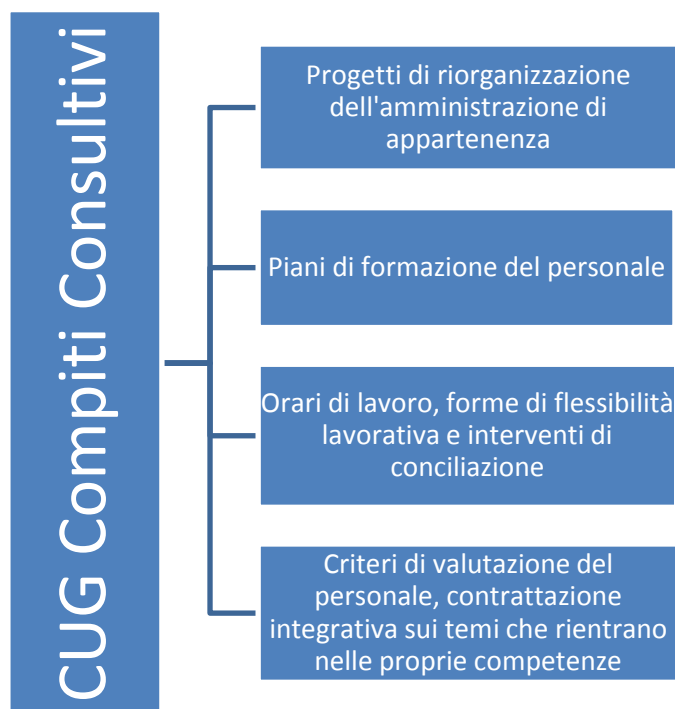 CUG Compiti Consultivi
Progetti di riorganizzazione
dell'amministrazione di
appartenenza
Piani di formazione del personale
Orari di lavoro, forme di flessibilità
lavorativa e interventi di
conciliazione
Criteri di valutazione del
personale, contrattazione
integrativa sui temi che rientrano
nelle proprie competenze